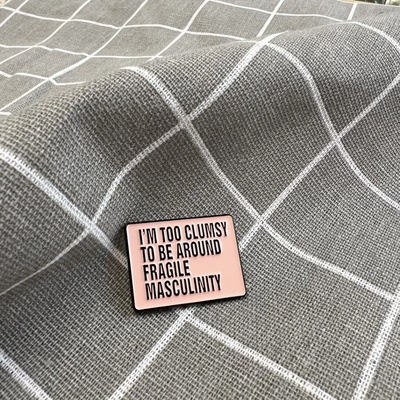 I'M TOO CLUMSY
TO BE AROUND
FRAGILE
MASCULINITY